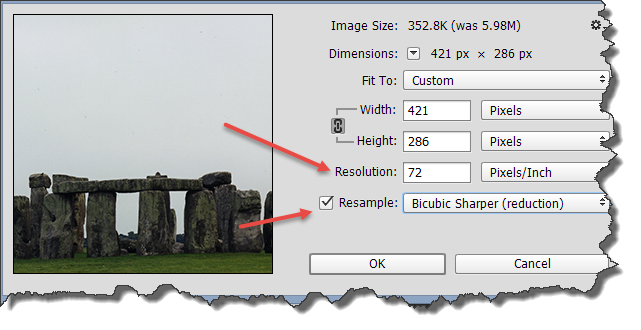 Image Size: 352.8K (was 5.98M)
Dimensions: 421 px × 286 px
Fit To: Custom
Width: 421 Pixels
Height: 286 Pixels
Resolution: 72 Pixels/Inch
Resample: Bicubic Sharper (reduction)
OK Cancel